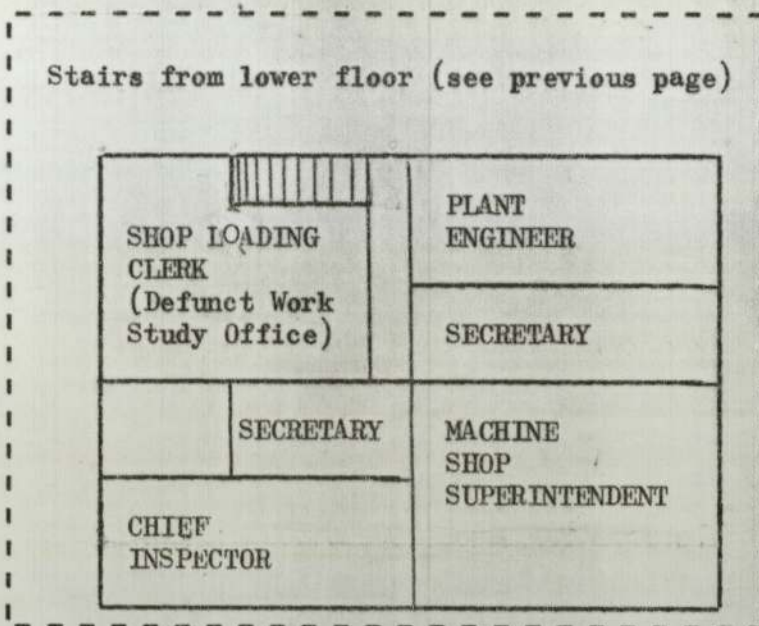 Stairs from lower floor (see previous page)
SHOP LOADING
CLERK
(Defunct Work
Study Office)
PLANT
ENGINEER
SECRETARY
SECRETARY
MACHINE
SHOP
SUPERINTENDENT
CHIEF
INSPECTOR